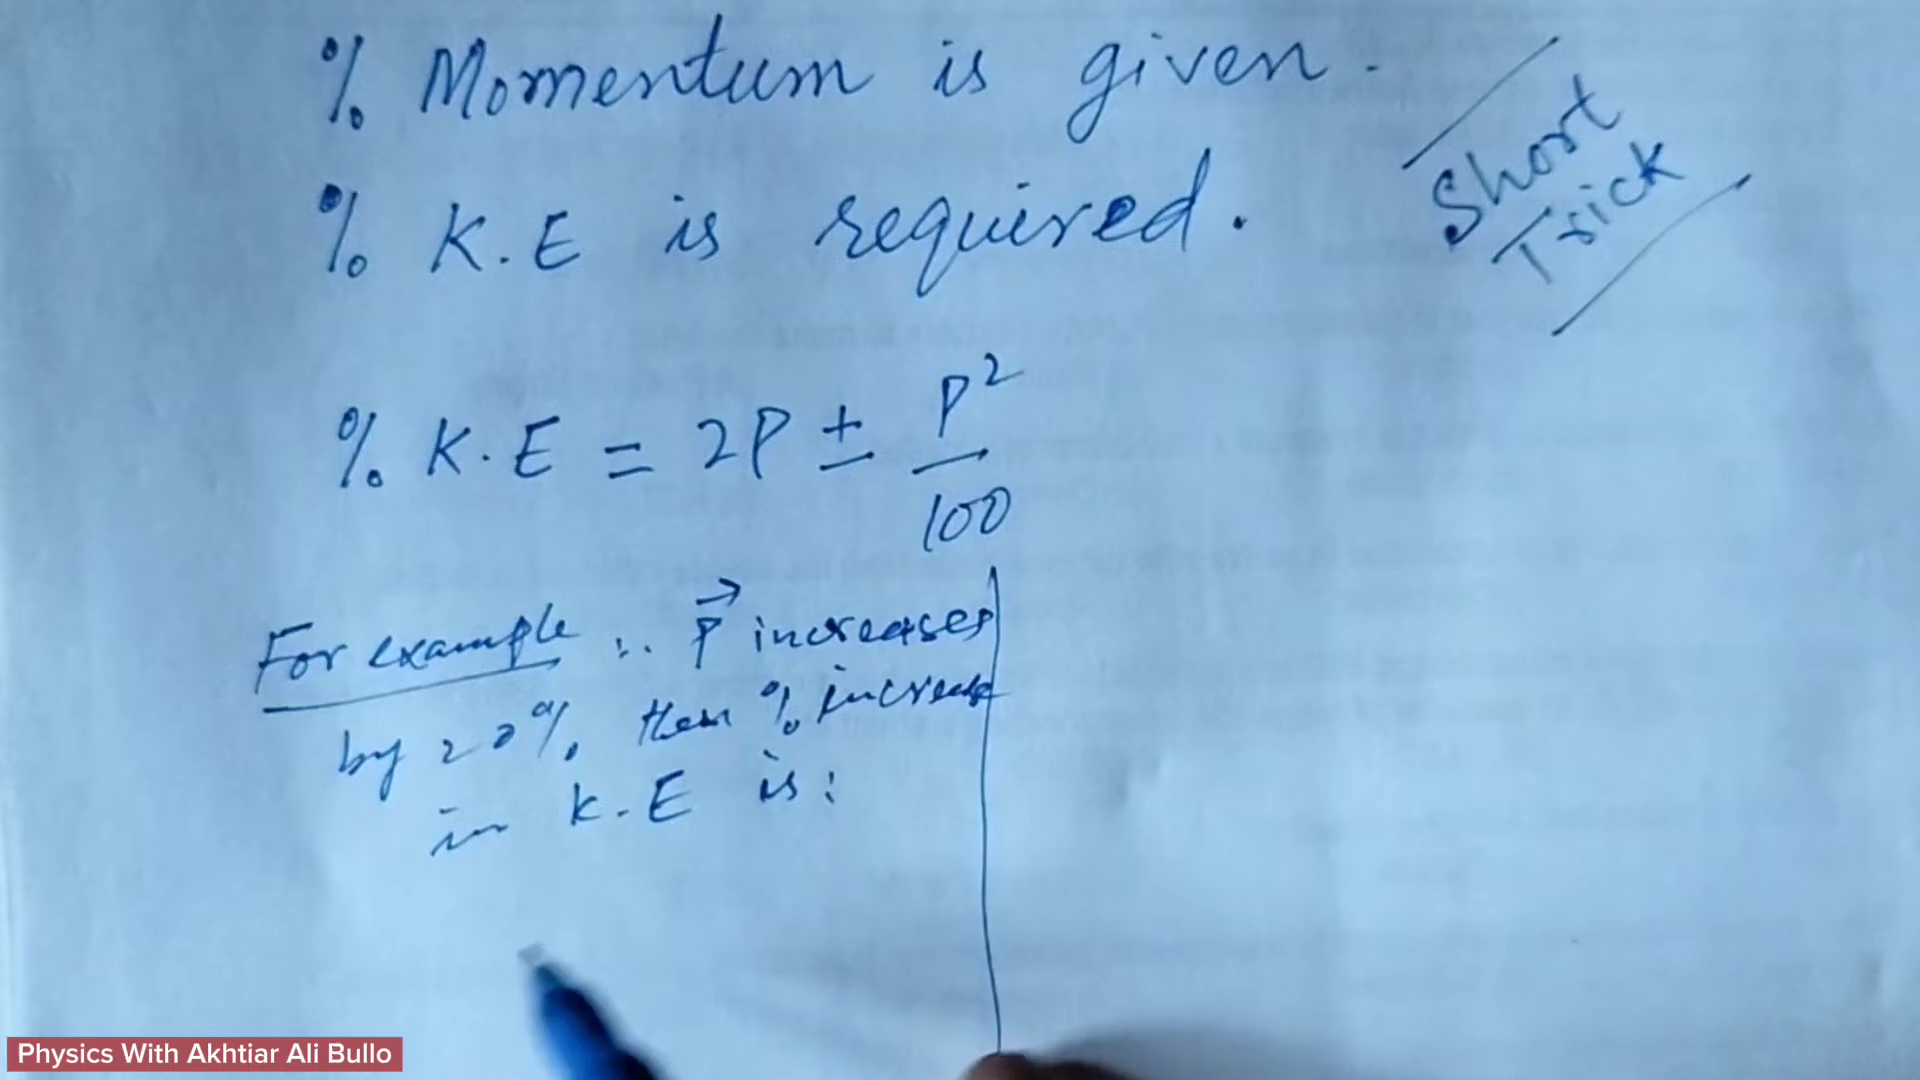 % Momentum is given.
% K.E is required.
Short
Trick
% K.E = 2P ± P²/100
For example :. P⃗ increases
by 20%, then % increase
in K.E is:
Physics With Akhtiar Ali Bullo